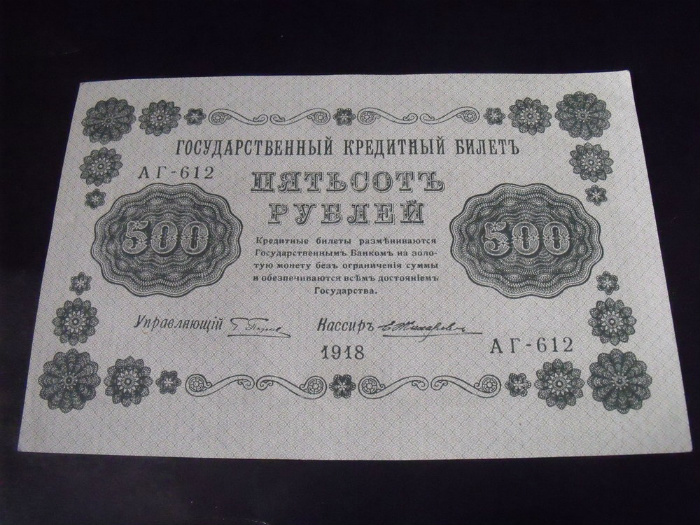 ГОСУДАРСТВЕННЫЙ КРЕДИТНЫЙ БИЛЕТЪ
АГ-612
ПЯТЬСОТЪ
РУБЛЕЙ
500
500
Кредитные билеты размѣниваются
Государственнымъ Банкомъ на золо-
тую монету безъ ограниченія суммы
и обезпечиваются всѣмъ достояніемъ
Государства.
Управляющій
Кассиръ
1918
АГ-612